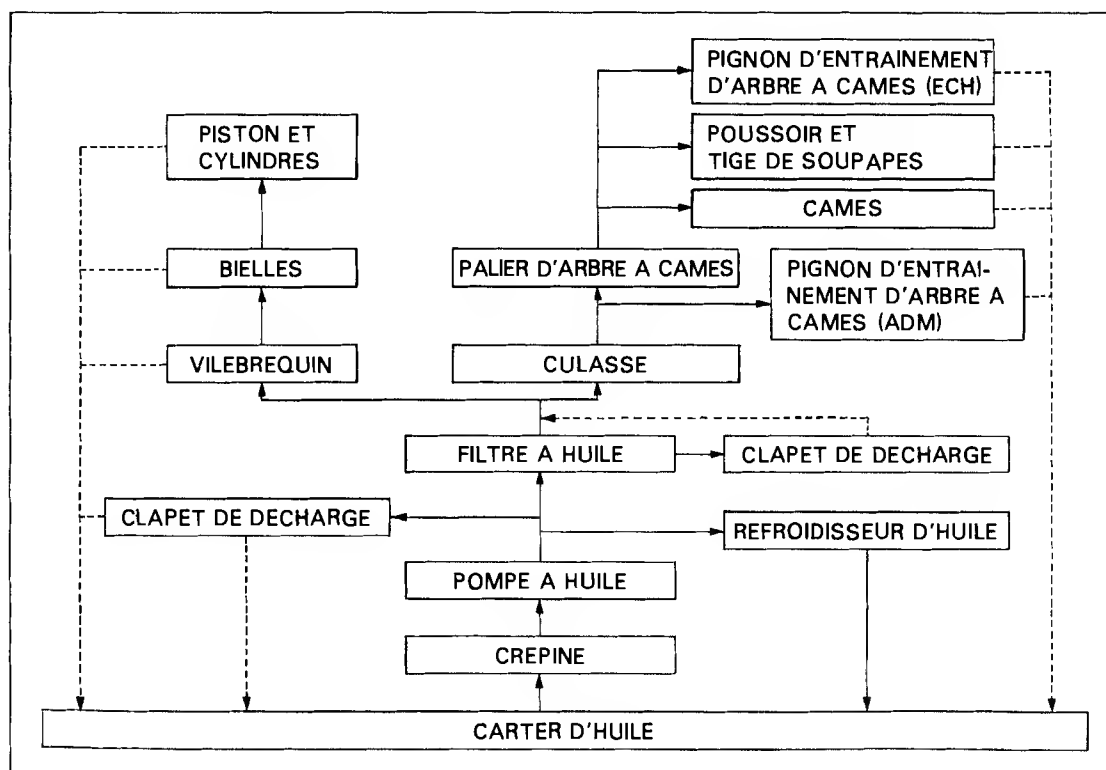 PIGNON D'ENTRAINEMENT
D'ARBRE A CAMES (ECH)
PISTON ET
CYLINDRES
POUSSOIR ET
TIGE DE SOUPAPES
CAMES
BIELLES
PALIER D'ARBRE A CAMES
PIGNON D'ENTRAI-
NEMENT D'ARBRE A
CAMES (ADM)
VILEBREQUIN
CULASSE
FILTRE A HUILE
CLAPET DE DECHARGE
CLAPET DE DECHARGE
REFROIDISSEUR D'HUILE
POMPE A HUILE
CREPINE
CARTER D'HUILE